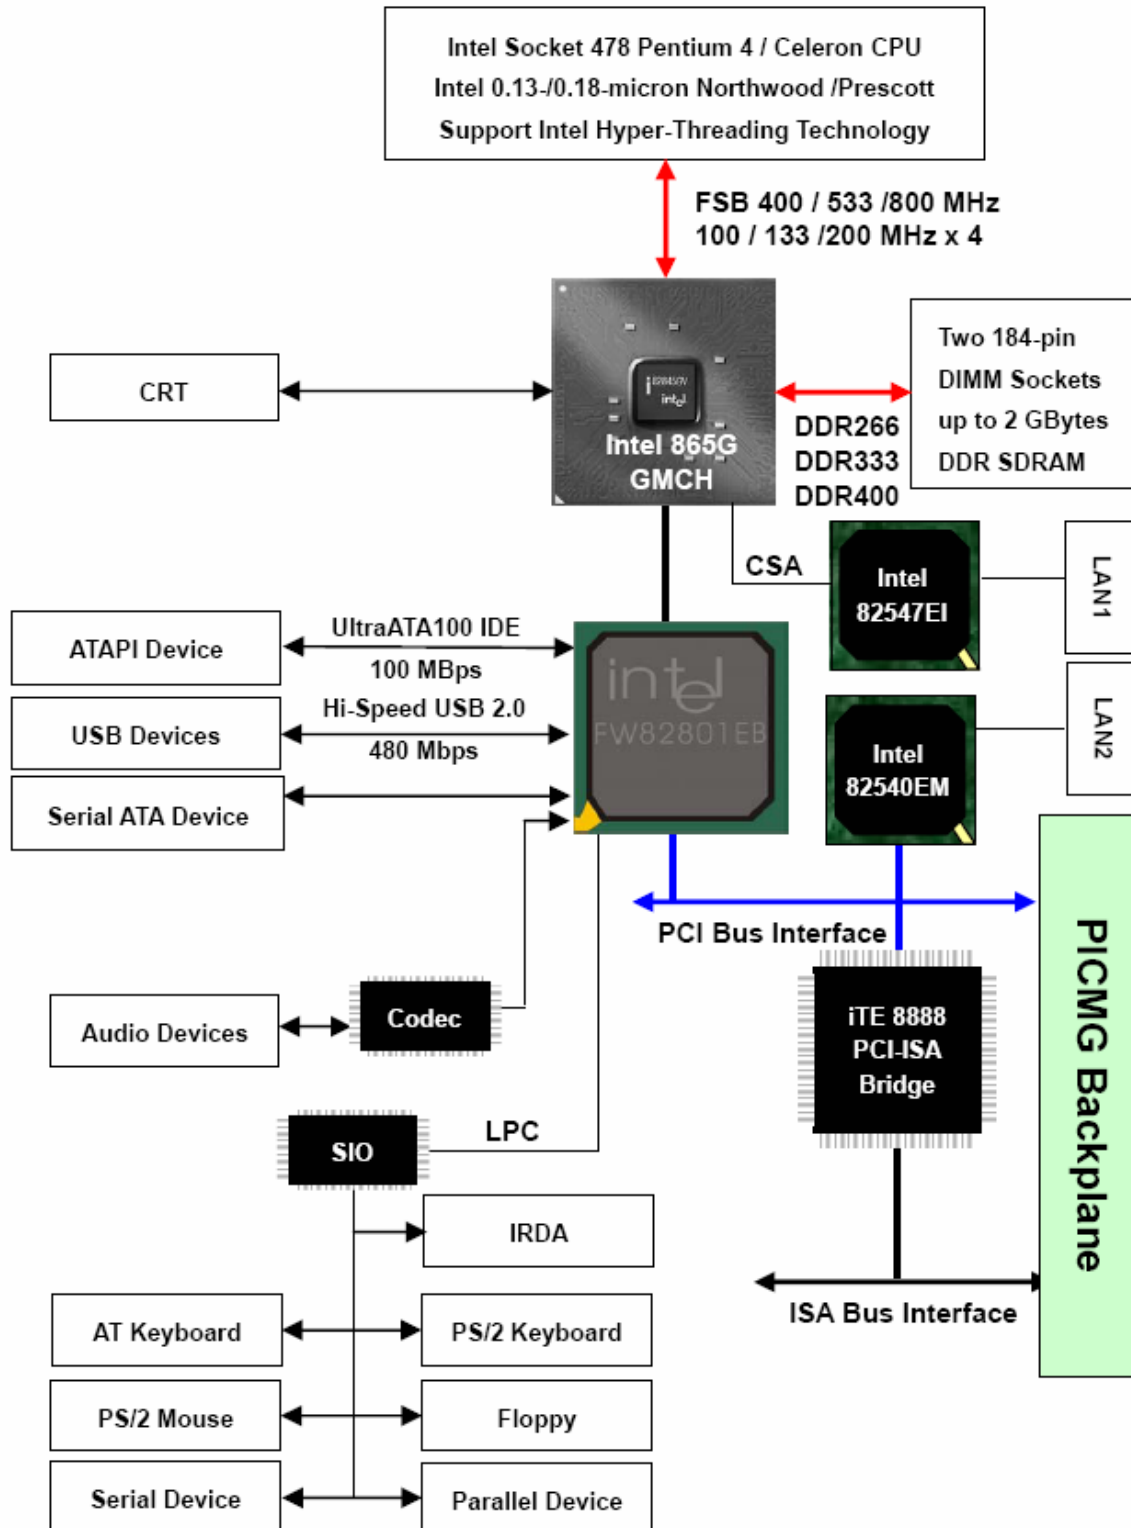 Intel Socket 478 Pentium 4 / Celeron CPU
Intel 0.13-/0.18-micron Northwood /Prescott
Support Intel Hyper-Threading Technology
FSB 400 / 533 /800 MHz
100 / 133 /200 MHz x 4
CRT
intel
Intel 865G
GMCH
DDR266
DDR333
DDR400
Two 184-pin
DIMM Sockets
up to 2 GBytes
DDR SDRAM
CSA
Intel
82547EI
LAN1
ATAPI Device
UltraATA100 IDE
100 MBps
USB Devices
Hi-Speed USB 2.0
480 Mbps
Serial ATA Device
intel
FW82801EB
Intel
82540EM
LAN2
PCI Bus Interface
PICMG Backplane
Audio Devices
Codec
iTE 8888
PCI-ISA
Bridge
SIO
LPC
IRDA
ISA Bus Interface
AT Keyboard
PS/2 Keyboard
PS/2 Mouse
Floppy
Serial Device
Parallel Device